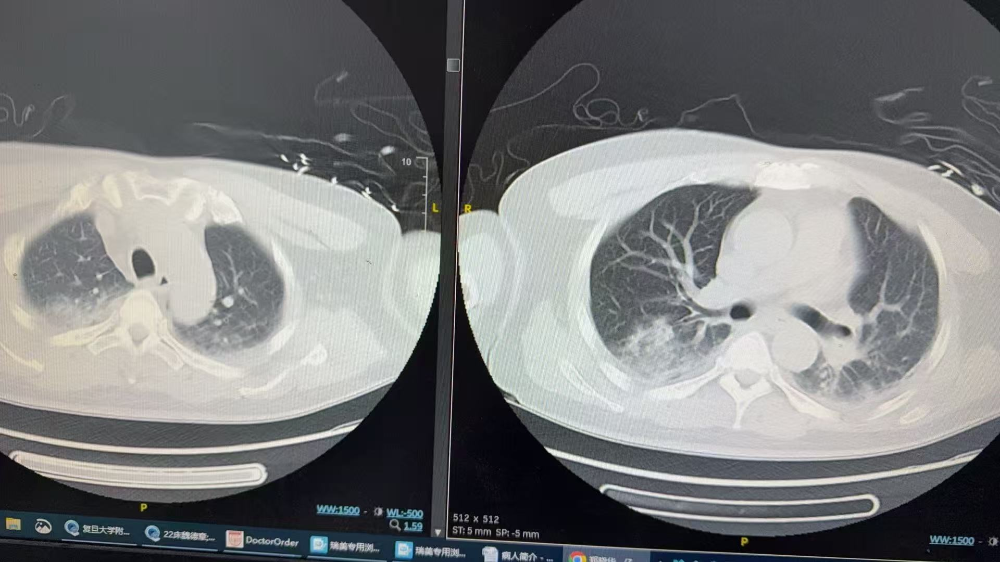 10
L
R
P
WW:1500 - WL:-500
1.59
512 x 512
ST: 5 mm SP: -5 mm
P
WW:1500 -
复旦大学附...
22床魏德章;...
DoctorOrder
瑞美专用浏...
瑞美专用浏...
病人简介 - ...